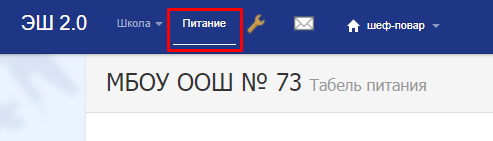 ЭШ 2.0 Школа Питание шеф-повар
МБОУ ООШ № 73 Табель питания